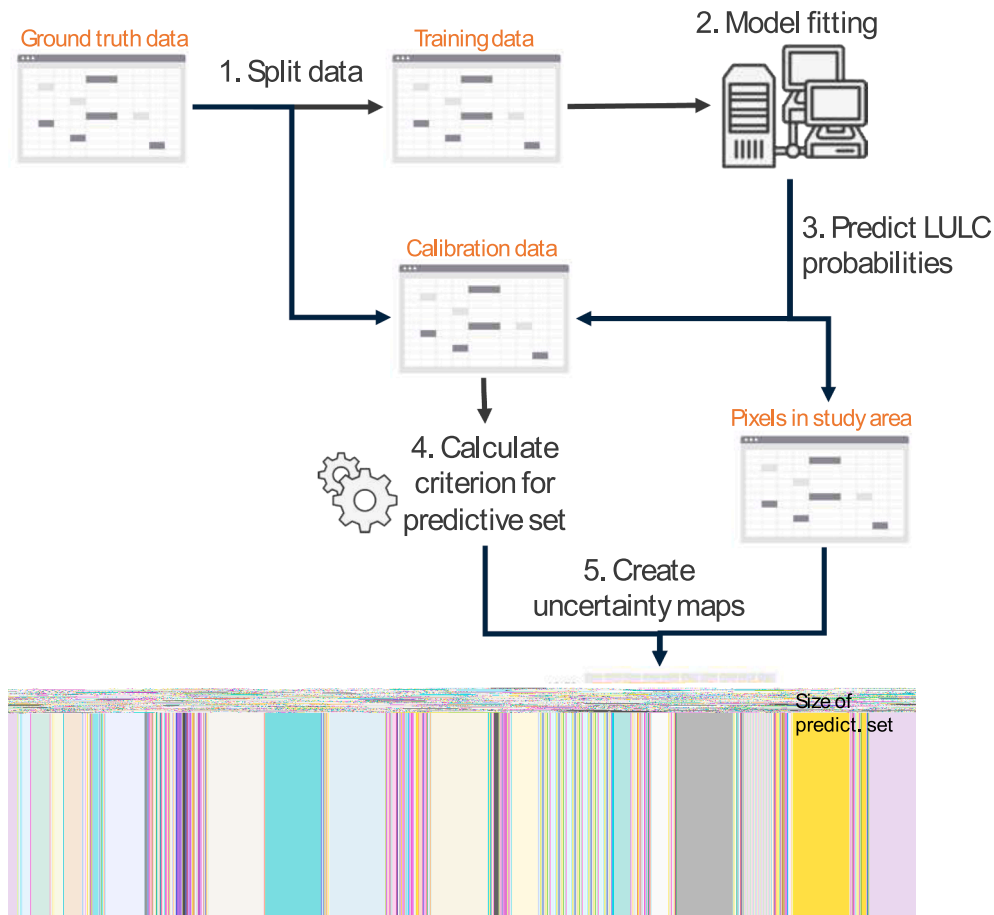 Ground truth data
1. Split data
Training data
2. Model fitting
3. Predict LULC
probabilities
Calibration data
Pixels in study area
4. Calculate
criterion for
predictive set
5. Create
uncertainty maps
Size of
predict. set